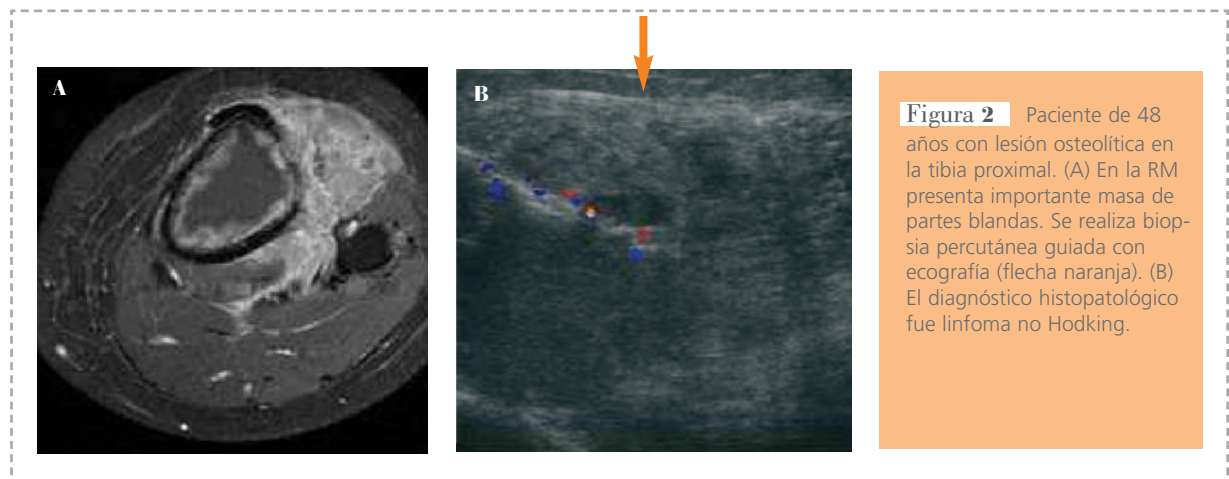 A
B
Figura 2 Paciente de 48
años con lesión osteolítica en
la tibia proximal. (A) En la RM
presenta importante masa de
partes blandas. Se realiza biop-
sia percutánea guiada con
ecografía (flecha naranja). (B)
El diagnóstico histopatológico
fue linfoma no Hodking.